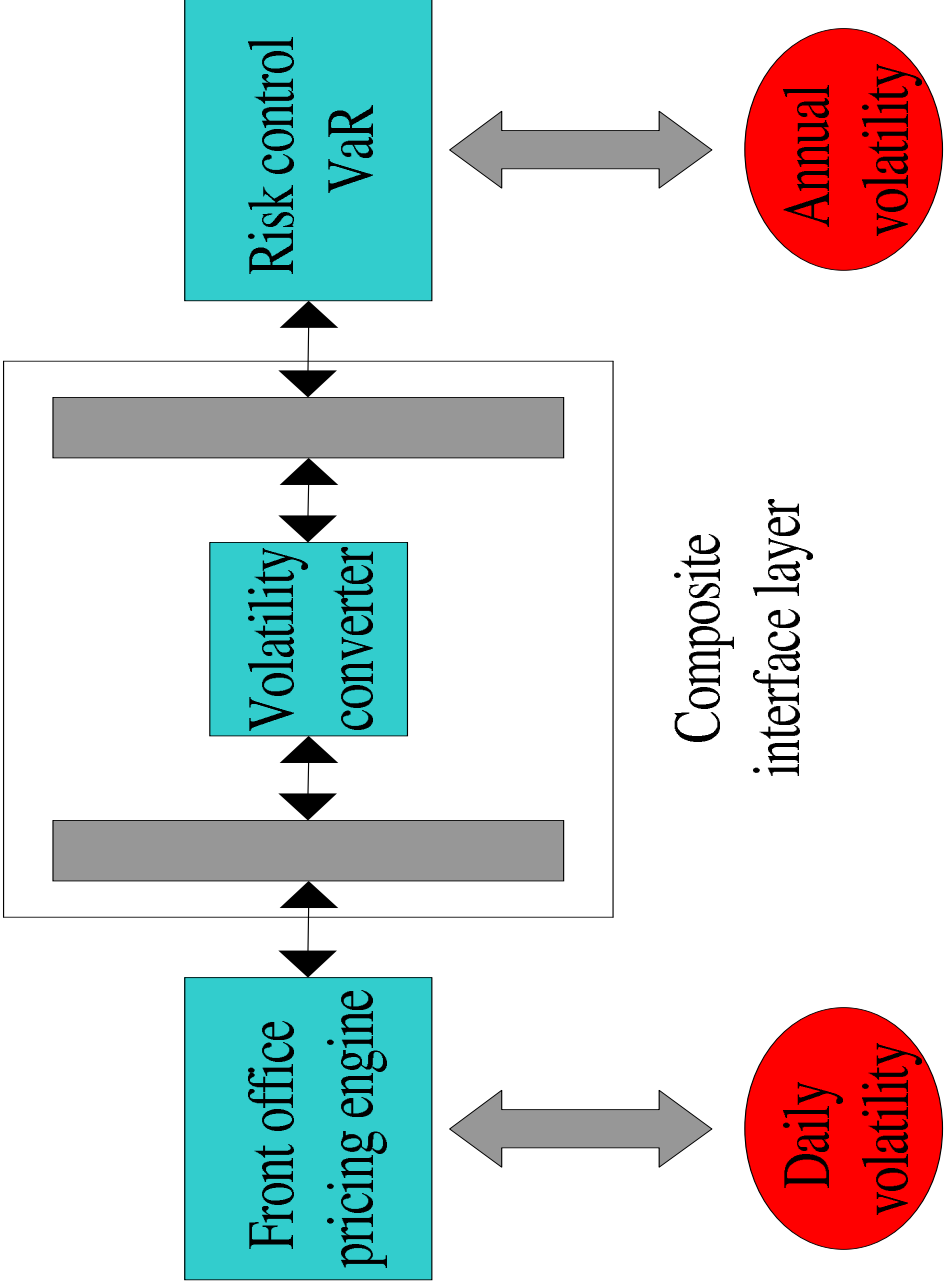 Front office
pricing engine
Volatility
converter
Risk control
VaR
Daily
volatility
Composite
interface layer
Annual
volatility